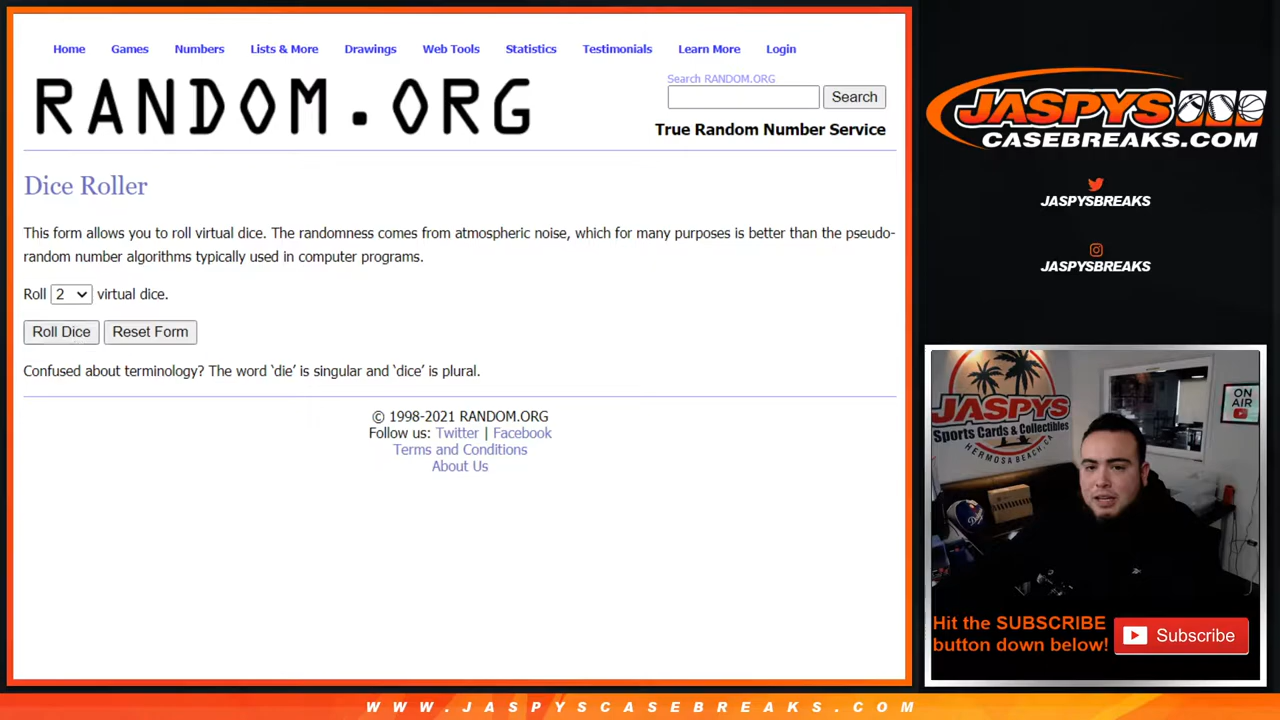 Home Games Numbers Lists & More Drawings Web Tools Statistics Testimonials Learn More Login
RANDOM.ORG
Search RANDOM.ORG
Search
True Random Number Service
Dice Roller
This form allows you to roll virtual dice. The randomness comes from atmospheric noise, which for many purposes is better than the pseudo-
random number algorithms typically used in computer programs.
Roll 2 virtual dice.
Roll Dice Reset Form
Confused about terminology? The word ‘die’ is singular and ‘dice’ is plural.
© 1998-2021 RANDOM.ORG
Follow us: Twitter | Facebook
Terms and Conditions
About Us
JASPYS
CASEBREAKS.COM
JASPYSBREAKS
JASPYSBREAKS
JASPYS
Sports Cards & Collectibles
HERMOSA BEACH, CA
ON
AIR
Hit the SUBSCRIBE
button down below!
Subscribe
WWW.JASPYSCASEBREAKS.COM